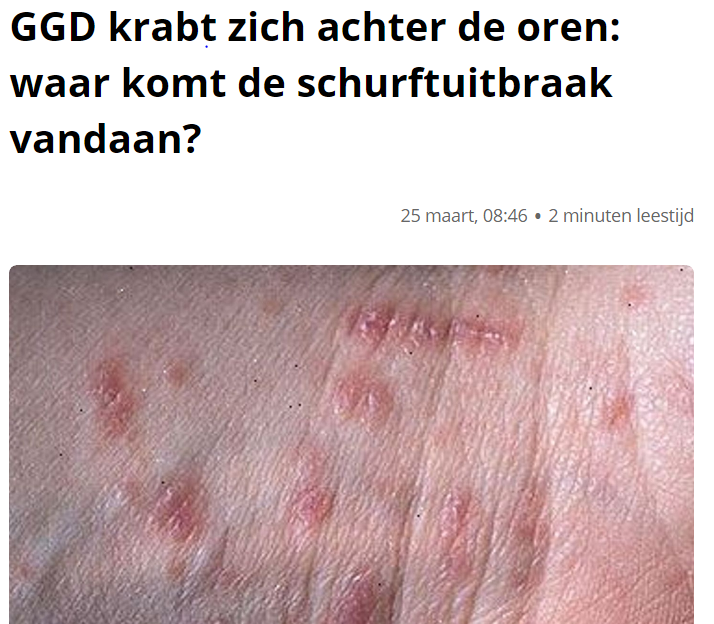 GGD krabt zich achter de oren:
waar komt de schurftuitbraak
vandaan?
25 maart, 08:46 • 2 minuten leestijd